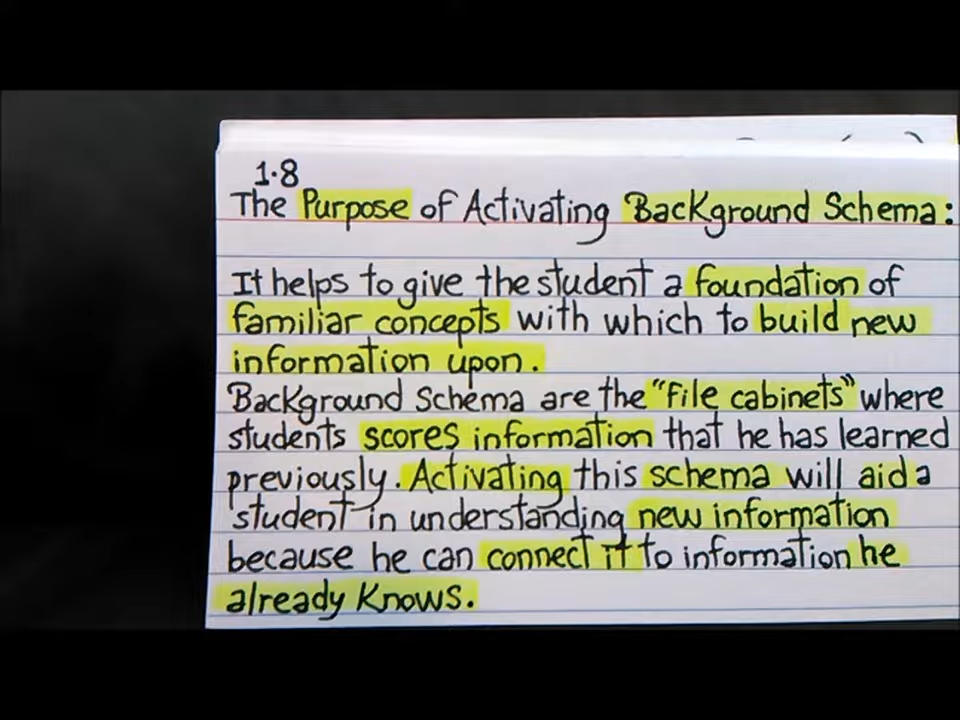 1.8
The Purpose of Activating Background Schema:
It helps to give the student a foundation of
familiar concepts with which to build new
information upon.
Background Schema are the "file cabinets" where
students scores information that he has learned
previously. Activating this schema will aid a
student in understanding new information
because he can connect it to information he
already knows.